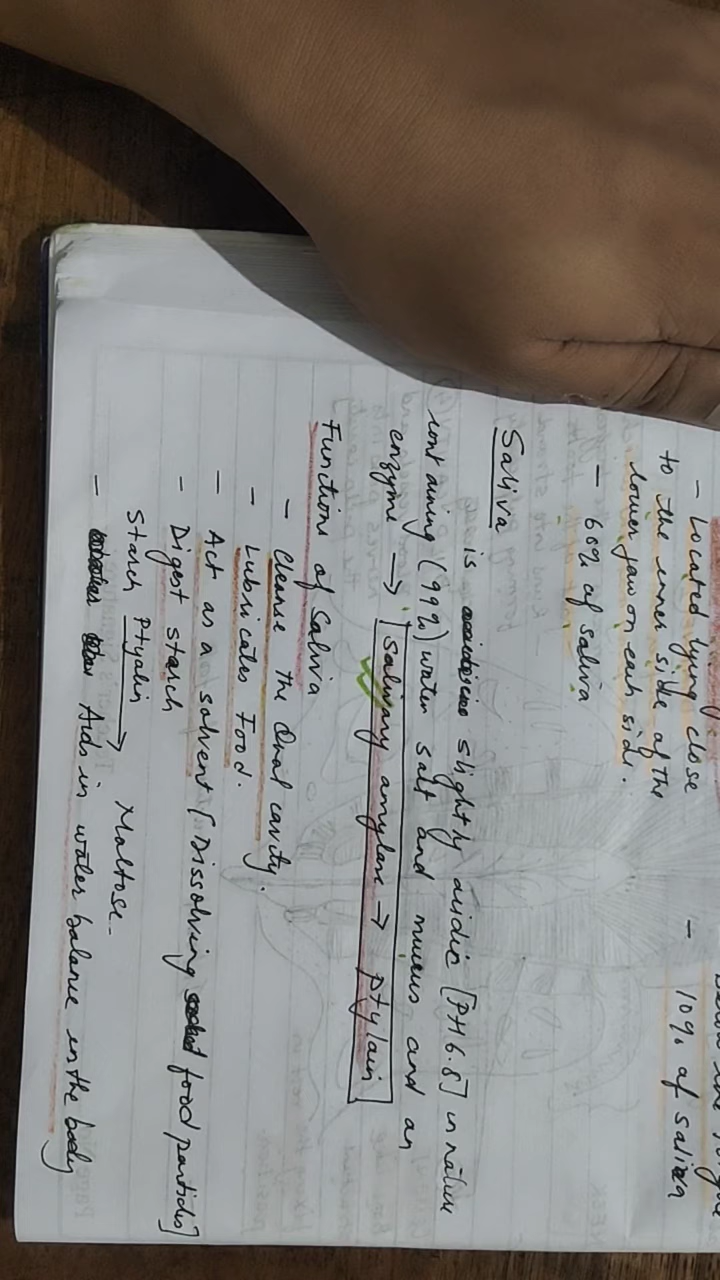 - Located lying close
to the inner side of the
lower jaw on each side.
- 60% of saliva
- 10% of saliva
Saliva
is slightly acidic [PH 6.8] in nature
containing (99%) water salt and mucus and an
enzyme → salivary amylase → ptylain
Functions of Saliva
- Cleanse the Oral cavity.
- Lubricates Food.
- Act as a solvent [Dissolving food particles]
- Digest starch
Starch Ptyalin → Maltose.
- Aids in water balance in the body